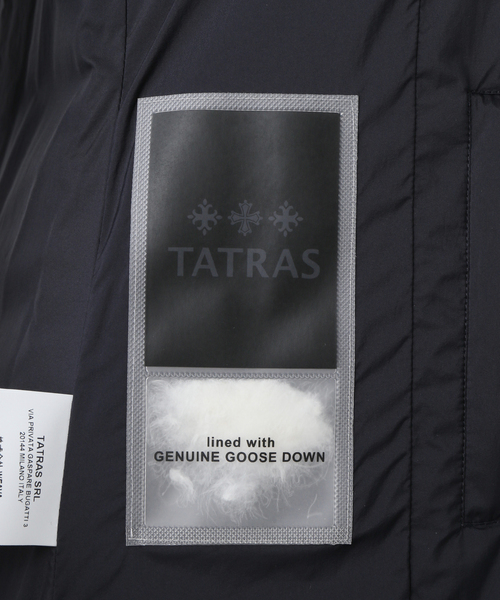 TATRAS
lined with
GENUINE GOOSE DOWN
TATRAS SRL
VIA PRIVATA GASPARE BUGATTI 3
20144 MILANO ITALY